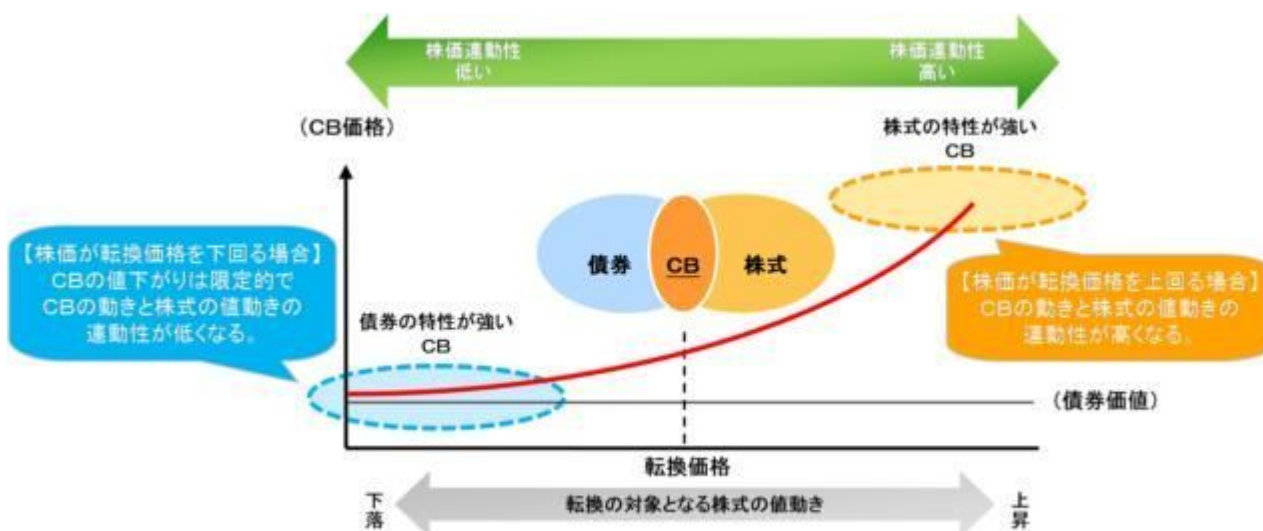 株価連動性
低い
株価連動性
高い
（CB価格）
株式の特性が強い
CB
【株価が転換価格を下回る場合】
CBの値下がりは限定的で
CBの動きと株式の値動きの
連動性が低くなる。
債券
CB
株式
【株価が転換価格を上回る場合】
CBの動きと株式の値動きの
連動性が高くなる。
債券の特性が強い
CB
（債券価値）
転換価格
下落
転換の対象となる株式の値動き
上昇